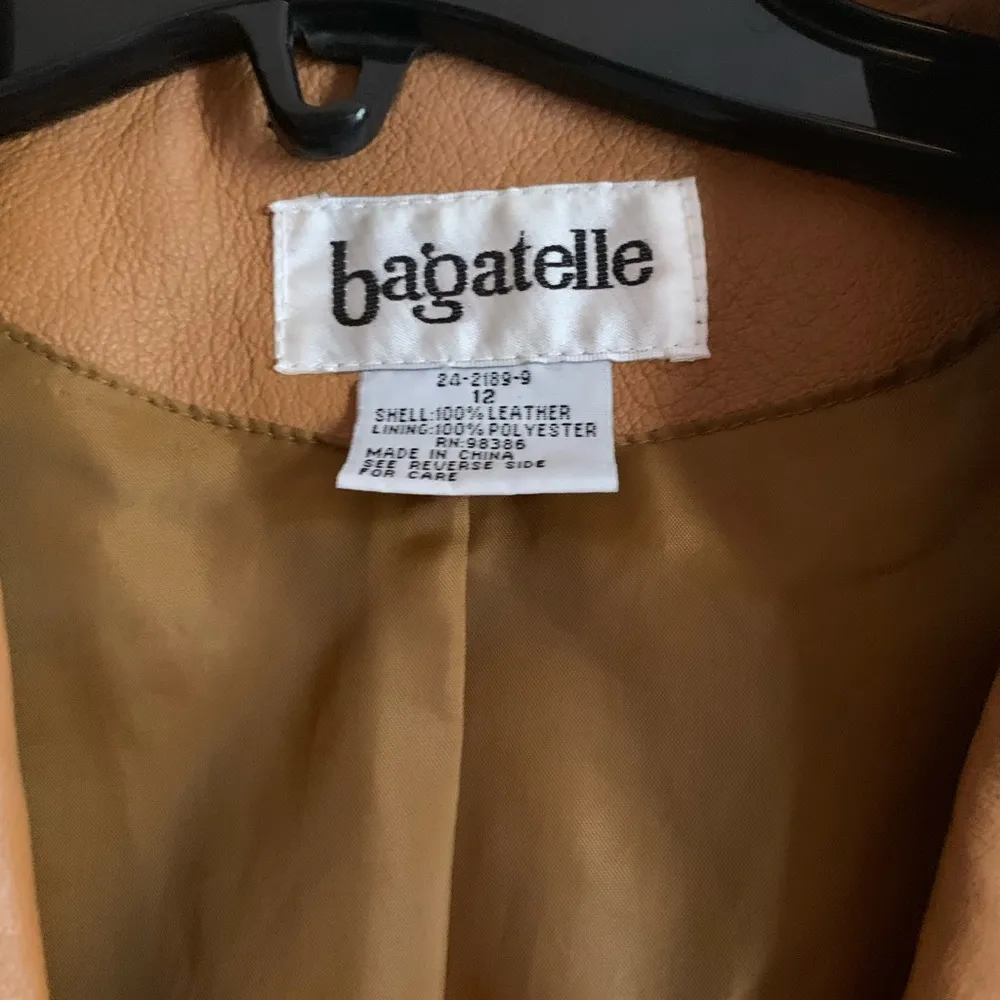 bagatelle
24-2189-9
12
SHELL:100% LEATHER
LINING:100% POLYESTER
RN:98386
MADE IN CHINA
SEE REVERSE SIDE
FOR CARE